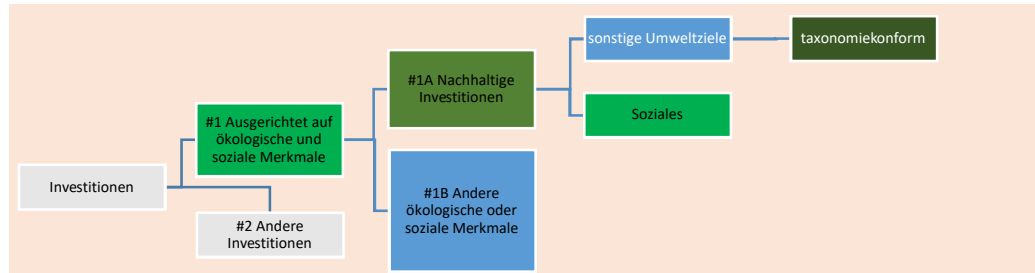 Investitionen
#1 Ausgerichtet auf
ökologische und
soziale Merkmale
#2 Andere
Investitionen
#1A Nachhaltige
Investitionen
#1B Andere
ökologische oder
soziale Merkmale
sonstige Umweltziele
taxonomiekonform
Soziales